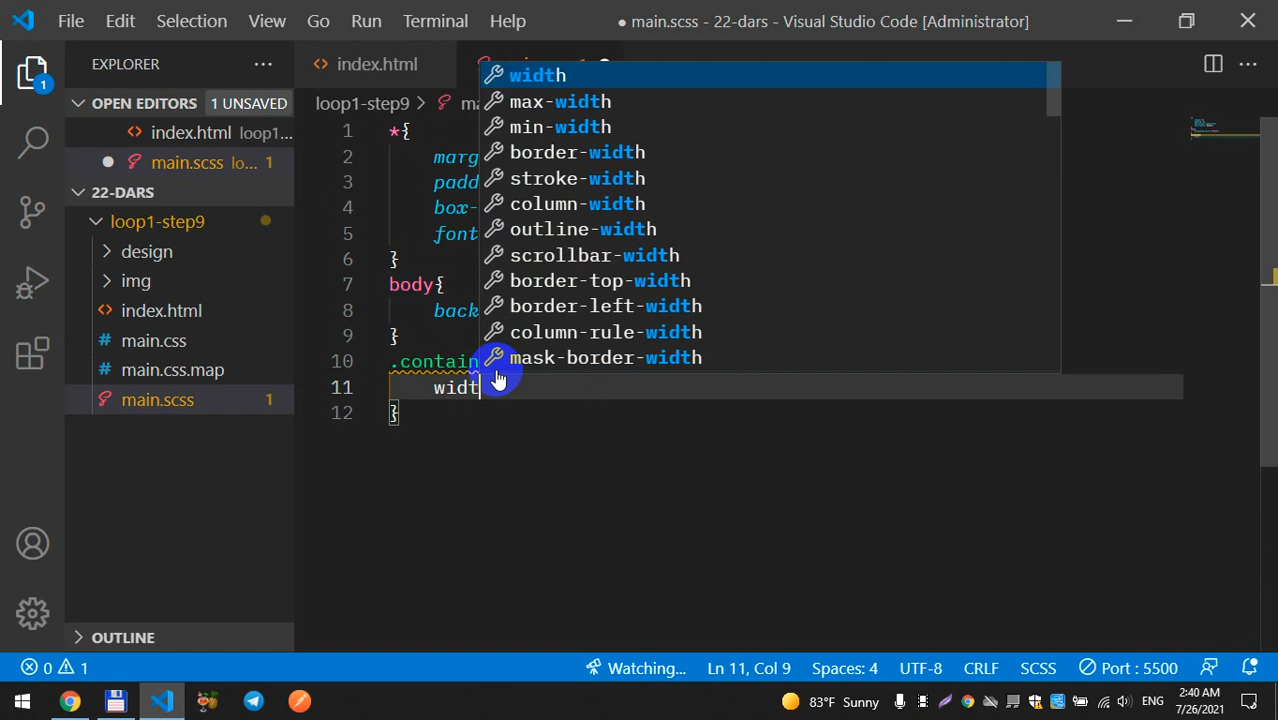 File Edit Selection View Go Run Terminal Help ● main.scss - 22-dars - Visual Studio Code [Administrator]
EXPLORER ...
index.html
OPEN EDITORS 1 UNSAVED
index.html loop1...
main.scss lo... 1
22-DARS
loop1-step9
design
img
index.html
main.css
main.css.map
main.scss 1
OUTLINE
loop1-step9 >
1 *{
2 marg
3 padd
4 box-
5 font
6 }
7 body{
8 back
9 }
10 .contain
11 widt
12 }
width
max-width
min-width
border-width
stroke-width
column-width
outline-width
scrollbar-width
border-top-width
border-left-width
column-rule-width
mask-border-width
1
0 1 Watching... Ln 11, Col 9 Spaces: 4 UTF-8 CRLF SCSS Port : 5500
83°F Sunny ENG 2:40 AM
7/26/2021